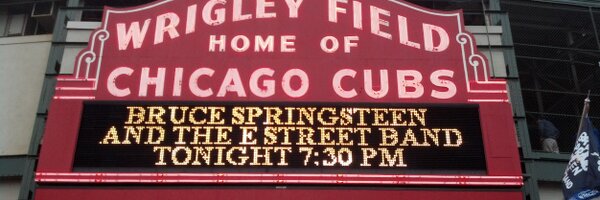 WRIGLEY FIELD
HOME OF
CHICAGO CUBS
BRUCE SPRINGSTEEN
AND THE E STREET BAND
TONIGHT 7:30 PM